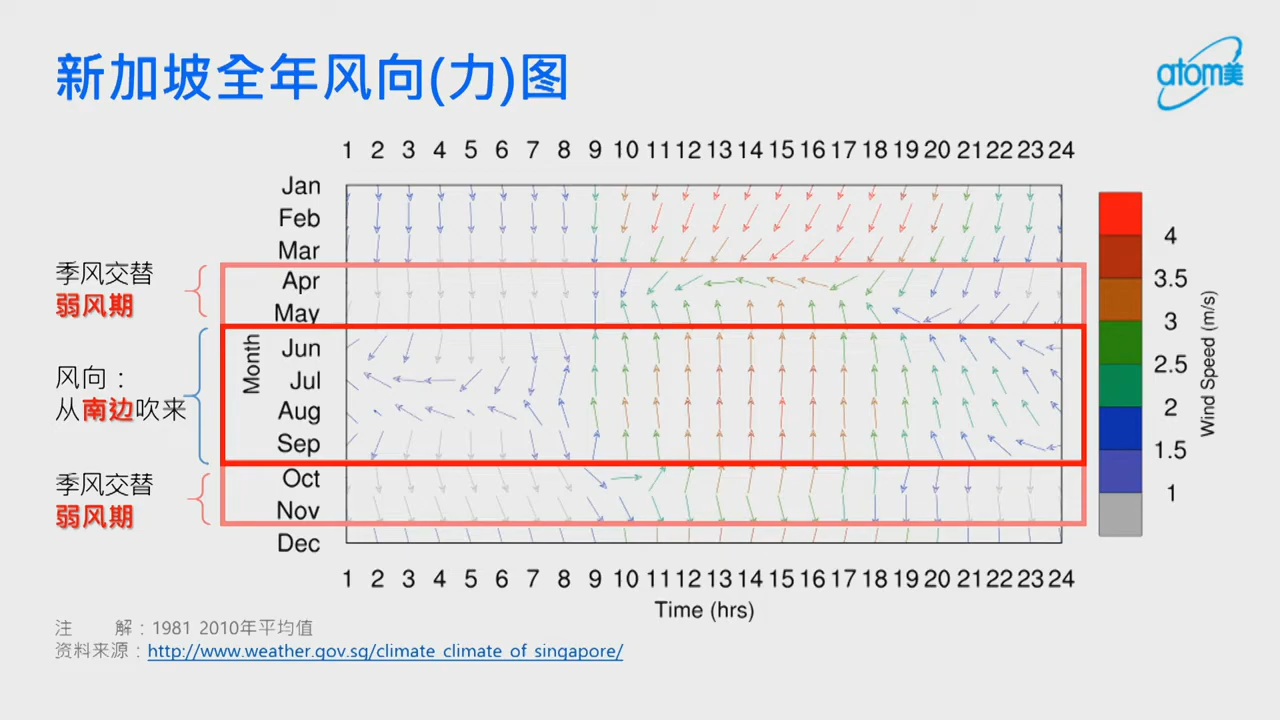 新加坡全年风向(力)图
atom美
1 2 3 4 5 6 7 8 9 10 11 12 13 14 15 16 17 18 19 20 21 22 23 24
Jan
Feb
Mar
Apr
May
Jun
Jul
Aug
Sep
Oct
Nov
Dec
Month
季风交替
弱风期
风向：
从南边吹来
季风交替
弱风期
4
3.5
3
2.5
2
1.5
1
Wind Speed (m/s)
1 2 3 4 5 6 7 8 9 10 11 12 13 14 15 16 17 18 19 20 21 22 23 24
Time (hrs)
注 解：1981 2010年平均值
资料来源：http://www.weather.gov.sg/climate climate of singapore/